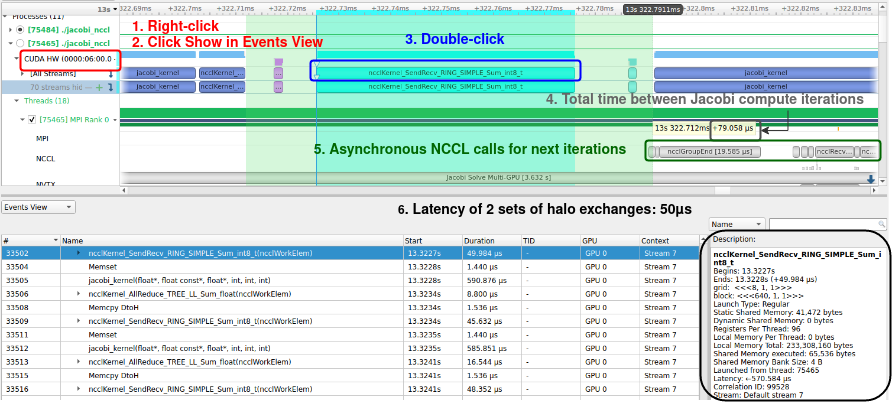 13s
+322.69ms
+322.7ms
+322.71ms
+322.73ms
+322.74ms
+322.75ms
+322.76ms
+322.77ms
+322.78ms
13s 322.7911ms
+322.8ms
+322.81ms
+322.82ms
+322.83ms
Processes (11)
[75484] ./jacobi_nccl
[75465] ./jacobi_nccl
1. Right-click
2. Click Show in Events View
3. Double-click
CUDA HW (0000:06:00.0 -
[All Streams]
jacobi_kernel
ncclKernel_...
...
ncclKernel_SendRecv_RING_SIMPLE_Sum_int8_t
...
jacobi_kernel
70 streams hid
jacobi_kernel
ncclKernel_...
...
ncclKernel_SendRecv_RING_SIMPLE_Sum_int8_t
...
jacobi_kernel
4. Total time between Jacobi compute iterations
Threads (18)
[75465] MPI Rank 0
13s 322.712ms +79.058 µs
MPI
5. Asynchronous NCCL calls for next iterations
NCCL
ncclGroupEnd [19.585 µs]
ncclRecv...
nc...
NVTX
Jacobi Solve Multi-GPU [3.632 s]
Events View
6. Latency of 2 sets of halo exchanges: 50µs
Name
# Name Start Duration TID GPU Context
33502 ncclKernel_SendRecv_RING_SIMPLE_Sum_int8_t(ncclWorkElem) 13.3227s 49.984 µs - GPU 0 Stream 7
33504 Memset 13.3228s 1.440 µs - GPU 0 Stream 7
33505 jacobi_kernel(float*, float const*, float*, int, int, int) 13.3228s 590.876 µs - GPU 0 Stream 7
33506 ncclKernel_AllReduce_TREE_LL_Sum_float(ncclWorkElem) 13.3234s 8.800 µs - GPU 0 Stream 7
33508 Memcpy DtoH 13.3234s 1.536 µs - GPU 0 Stream 7
33509 ncclKernel_SendRecv_RING_SIMPLE_Sum_int8_t(ncclWorkElem) 13.3234s 45.632 µs - GPU 0 Stream 7
33511 Memset 13.3235s 1.440 µs - GPU 0 Stream 7
33512 jacobi_kernel(float*, float const*, float*, int, int, int) 13.3235s 585.851 µs - GPU 0 Stream 7
33513 ncclKernel_AllReduce_TREE_LL_Sum_float(ncclWorkElem) 13.3241s 16.544 µs - GPU 0 Stream 7
33515 Memcpy DtoH 13.3241s 1.536 µs - GPU 0 Stream 7
33516 ncclKernel_SendRecv_RING_SIMPLE_Sum_int8_t(ncclWorkElem) 13.3241s 48.352 µs - GPU 0 Stream 7
Description:
ncclKernel_SendRecv_RING_SIMPLE_Sum_i
nt8_t
Begins: 13.3227s
Ends: 13.3228s (+49.984 µs)
grid: <<<8, 1, 1>>>
block: <<<640, 1, 1>>>
Launch Type: Regular
Static Shared Memory: 41,472 bytes
Dynamic Shared Memory: 0 bytes
Registers Per Thread: 96
Local Memory Per Thread: 0 bytes
Local Memory Total: 233,308,160 bytes
Shared Memory executed: 65,536 bytes
Shared Memory Bank Size: 4 B
Launched from thread: 75465
Latency: ←570.584 µs
Correlation ID: 99528
Stream: Default stream 7